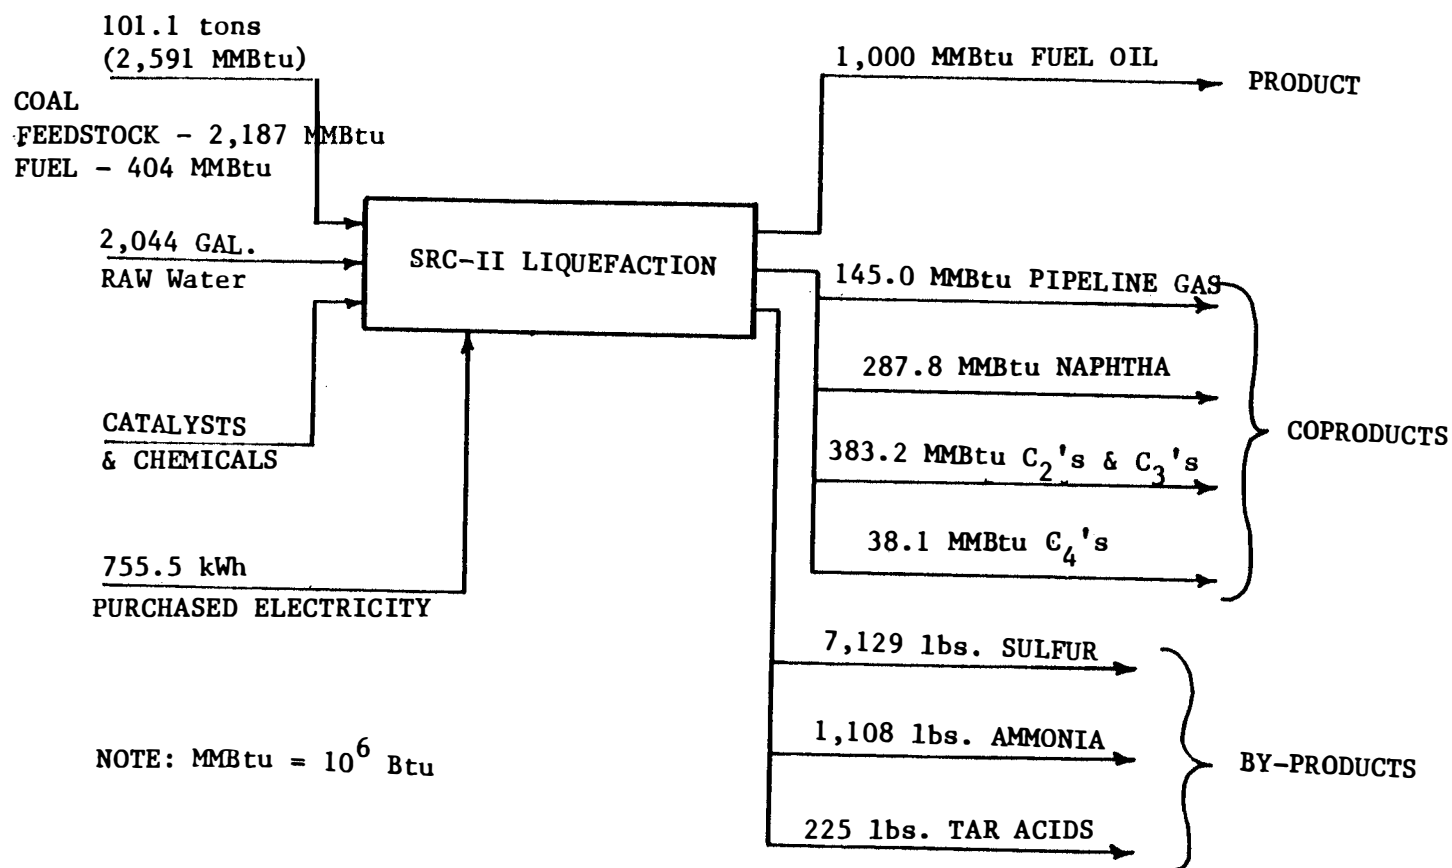 101.1 tons
(2,591 MMBtu)
COAL
FEEDSTOCK - 2,187 MMBtu
FUEL - 404 MMBtu
2,044 GAL.
RAW Water
CATALYSTS
& CHEMICALS
755.5 kWh
PURCHASED ELECTRICITY
NOTE: MMBtu = 10^6 Btu
SRC-II LIQUEFACTION
1,000 MMBtu FUEL OIL
PRODUCT
145.0 MMBtu PIPELINE GAS
287.8 MMBtu NAPHTHA
383.2 MMBtu C2's & C3's
38.1 MMBtu C4's
COPRODUCTS
7,129 lbs. SULFUR
1,108 lbs. AMMONIA
225 lbs. TAR ACIDS
BY-PRODUCTS